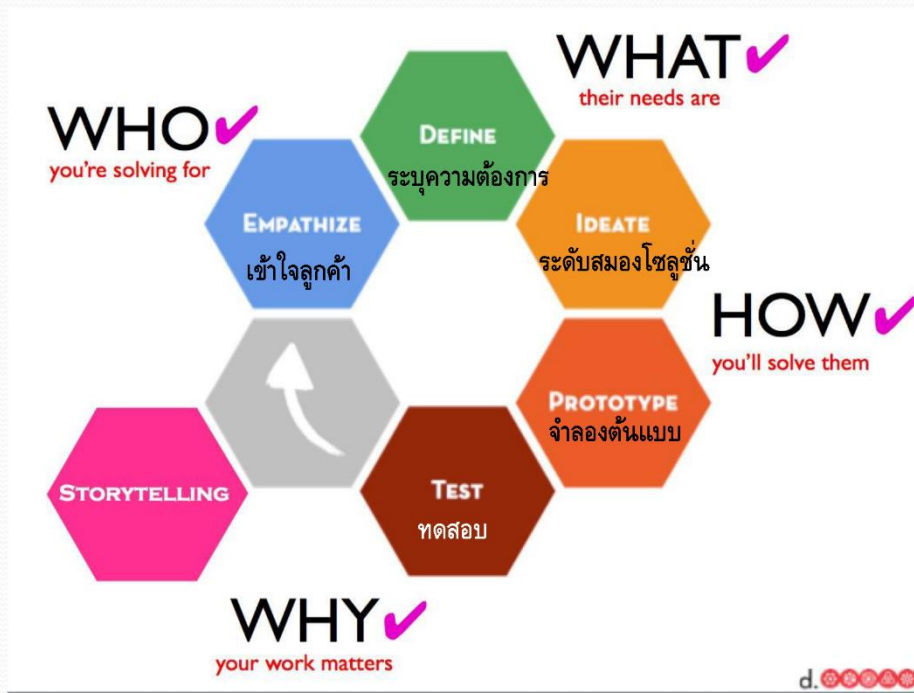 WHO✔
you're solving for
WHAT✔
their needs are
DEFINE
ระบุความต้องการ
EMPATHIZE
เข้าใจลูกค้า
IDEATE
ระดับสมองโซลูชั่น
HOW✔
you'll solve them
PROTOTYPE
จำลองต้นแบบ
STORYTELLING
TEST
ทดสอบ
WHY✔
your work matters
d.